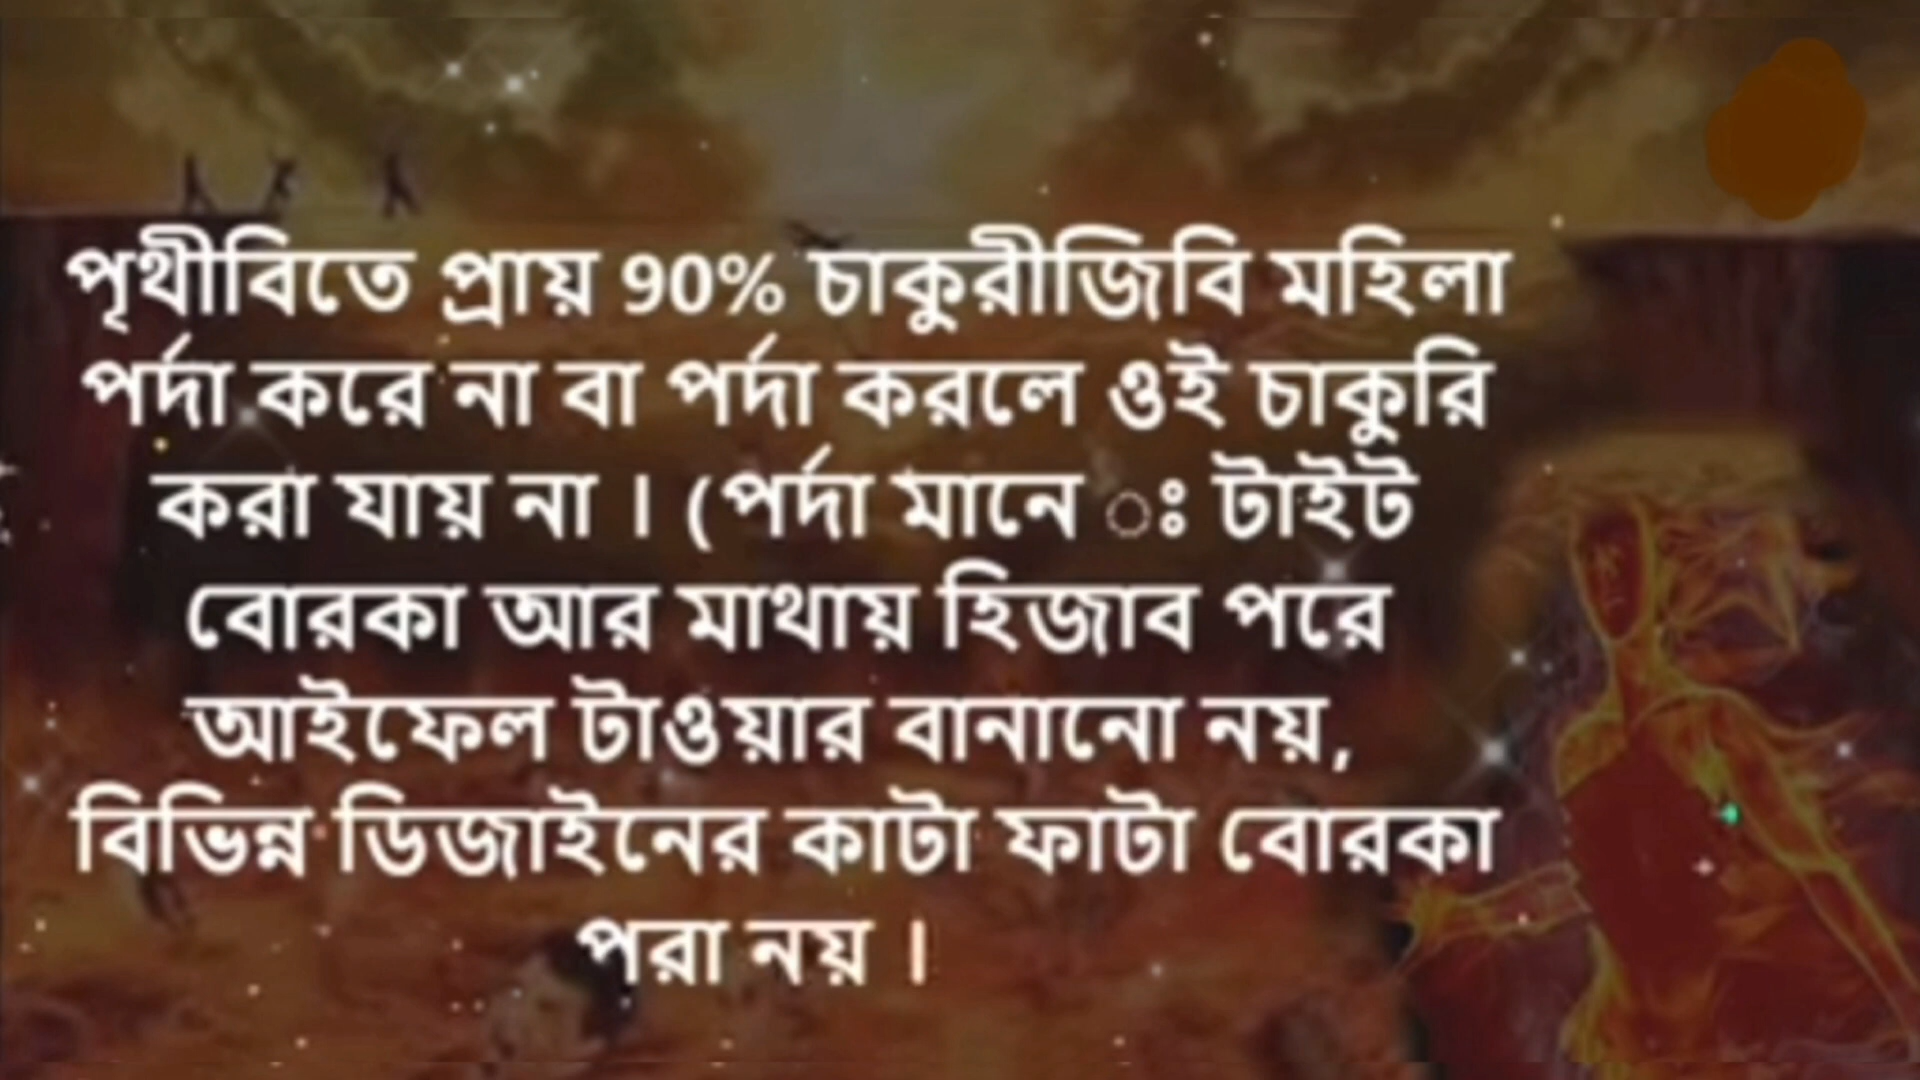 পৃথীবিতে প্রায় 90% চাকুরীজিবি মহিলা
পর্দা করে না বা পর্দা করলে ওই চাকুরি
করা যায় না । (পর্দা মানে ঃ টাইট
বোরকা আর মাথায় হিজাব পরে
আইফেল টাওয়ার বানানো নয়,
বিভিন্ন ডিজাইনের কাটা ফাটা বোরকা
পরা নয় ।